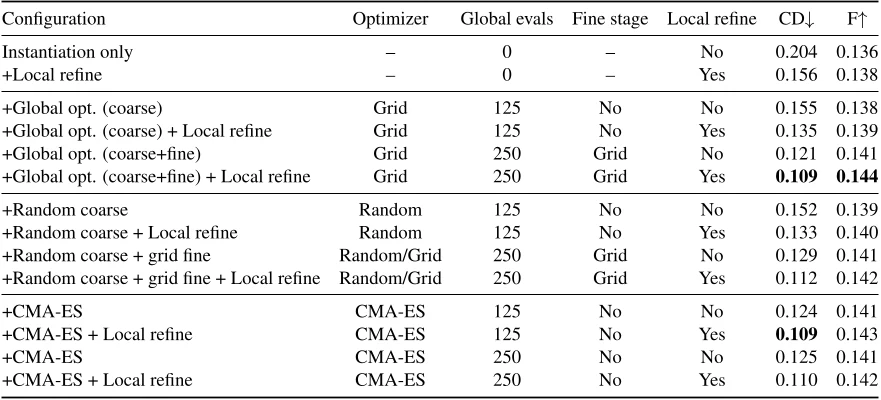 Configuration Optimizer Global evals Fine stage Local refine CD↓ F↑
Instantiation only – 0 – No 0.204 0.136
+Local refine – 0 – Yes 0.156 0.138
+Global opt. (coarse) Grid 125 No No 0.155 0.138
+Global opt. (coarse) + Local refine Grid 125 No Yes 0.135 0.139
+Global opt. (coarse+fine) Grid 250 Grid No 0.121 0.141
+Global opt. (coarse+fine) + Local refine Grid 250 Grid Yes 0.109 0.144
+Random coarse Random 125 No No 0.152 0.139
+Random coarse + Local refine Random 125 No Yes 0.133 0.140
+Random coarse + grid fine Random/Grid 250 Grid No 0.129 0.141
+Random coarse + grid fine + Local refine Random/Grid 250 Grid Yes 0.112 0.142
+CMA-ES CMA-ES 125 No No 0.124 0.141
+CMA-ES + Local refine CMA-ES 125 No Yes 0.109 0.143
+CMA-ES CMA-ES 250 No No 0.125 0.141
+CMA-ES + Local refine CMA-ES 250 No Yes 0.110 0.142